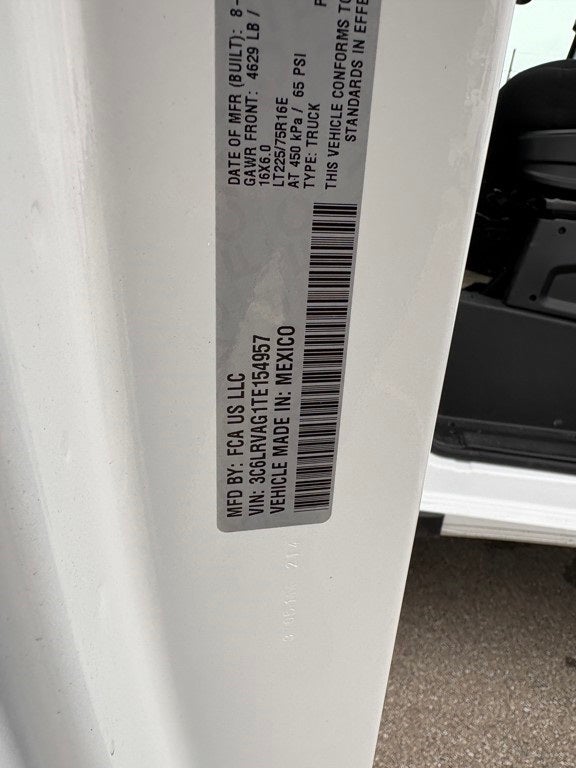 MFD BY: FCA US LLC
VIN: 3C6LRVAG1TE154957
VEHICLE MADE IN: MEXICO
DATE OF MFR (BUILT): 8-
GAWR FRONT: 4629 LB /
16X6.0
LT225/75R16E
AT 450 kPa / 65 PSI
TYPE: TRUCK
THIS VEHICLE CONFORMS TO
STANDARDS IN EFFE